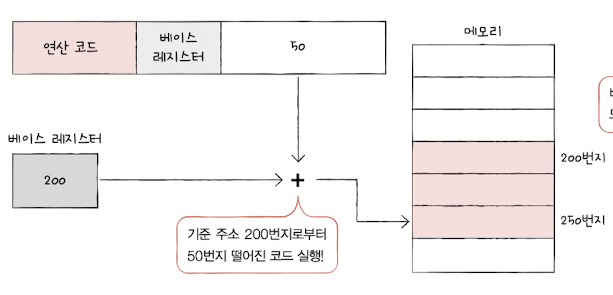 연산 코드
베이스
레지스터
50
메모리
베이스 레지스터
200
200번지
250번지
기준 주소 200번지로부터
50번지 떨어진 코드 실행!